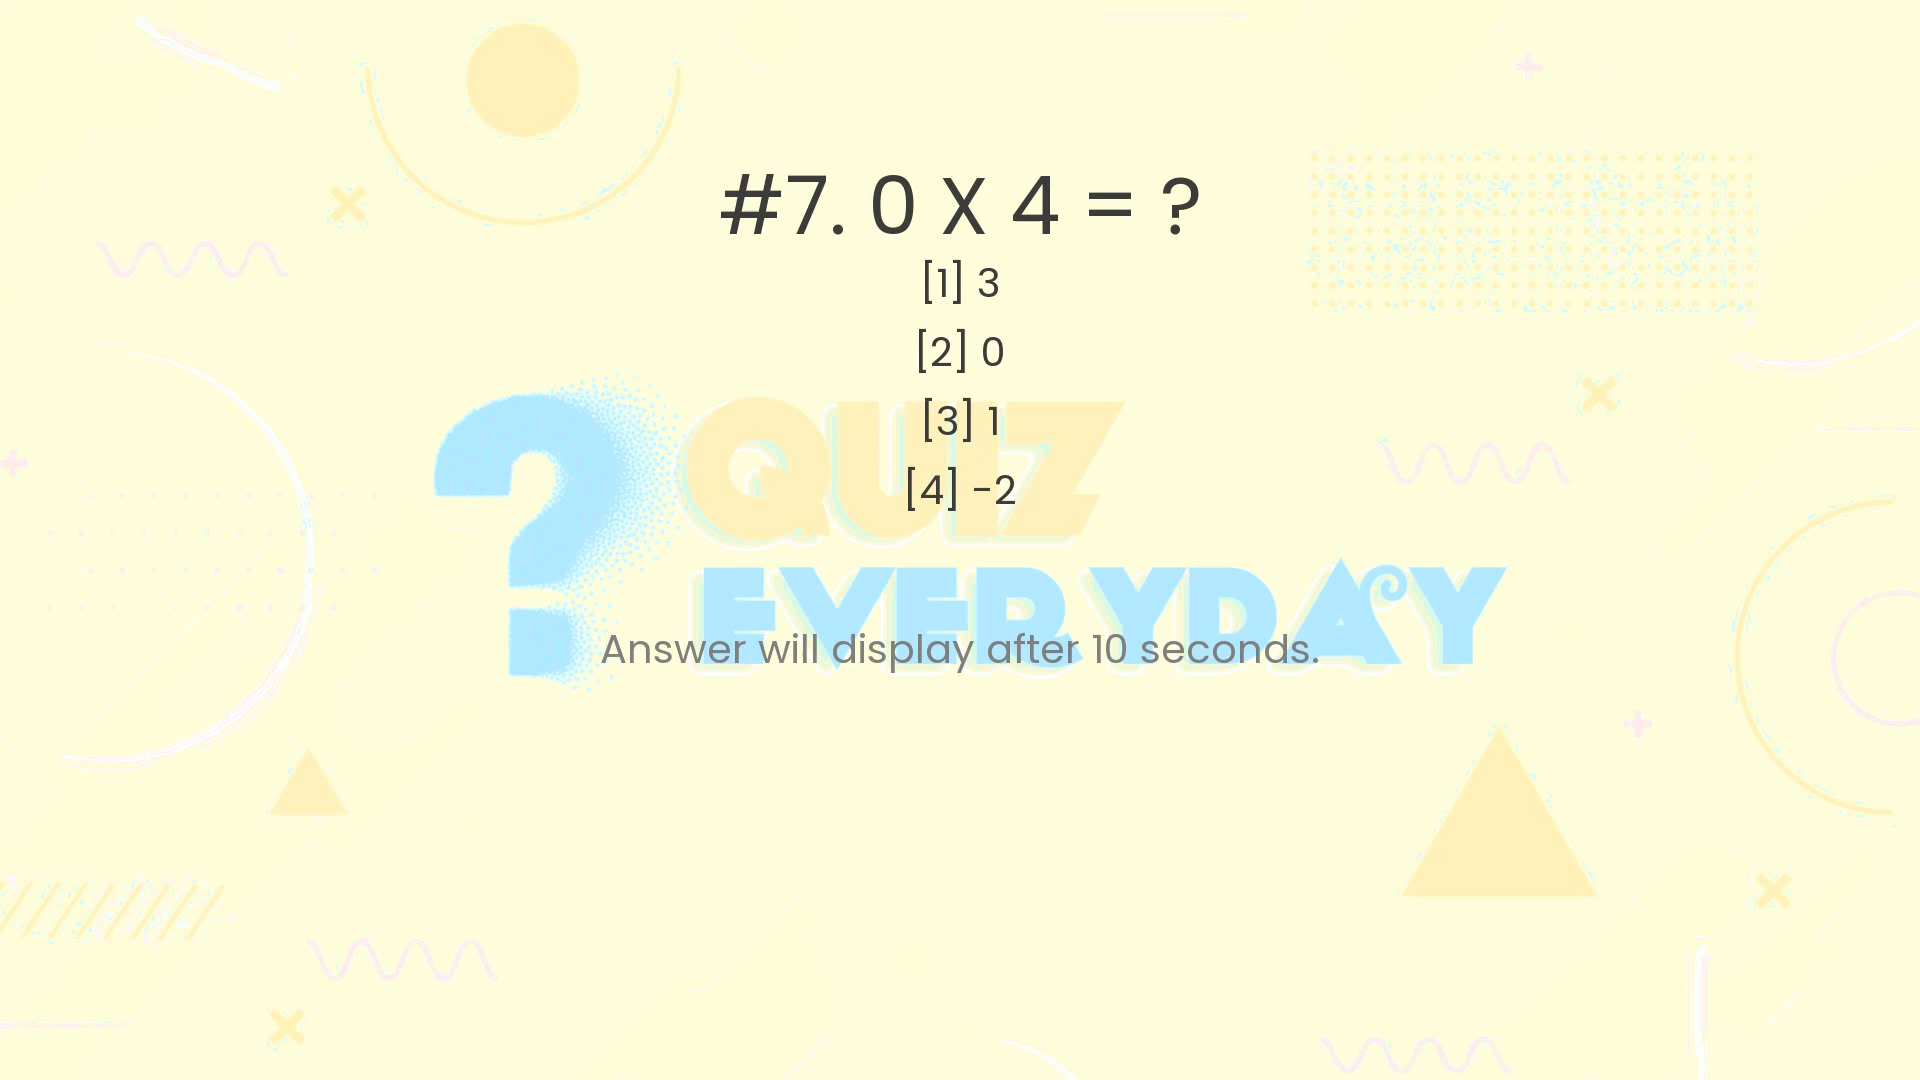 #7. 0 X 4 = ?
[1] 3
[2] 0
[3] 1
[4] -2
QUIZ
EVERYDAY
Answer will display after 10 seconds.